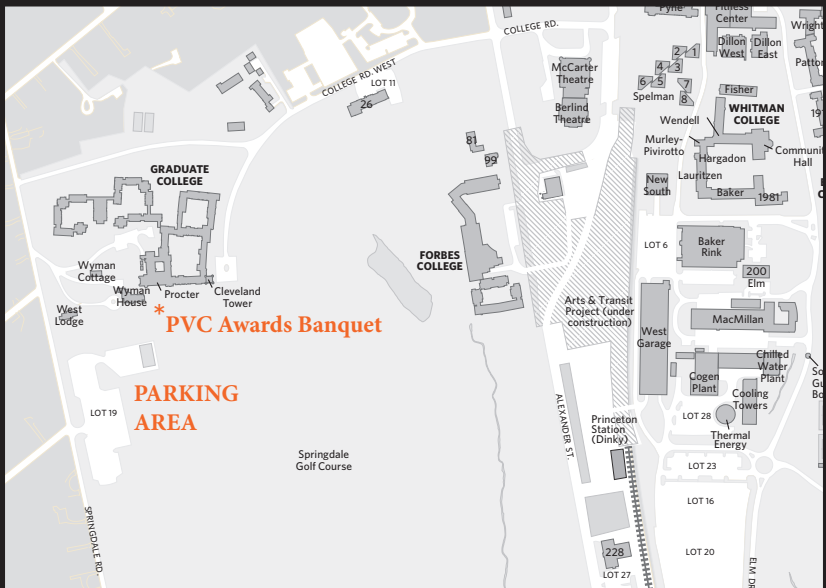 COLLEGE RD.
Pyne
Fitness
Center
Wright
Dillon
West
Dillon
East
Patton
2
1
4
3
6
5
7
8
Spelman
Fisher
McCarter
Theatre
Berlind
Theatre
COLLEGE RD. WEST
LOT 11
26
WHITMAN
COLLEGE
Wendell
Murley-
Pivirotto
Hargadon
Communi
Hall
Lauritzen
Baker
1981
New
South
81
99
GRADUATE
COLLEGE
FORBES
COLLEGE
LOT 6
Baker
Rink
200
Elm
Wyman
Cottage
Wyman
House
Procter
Cleveland
Tower
West
Lodge
*PVC Awards Banquet
Arts & Transit
Project (under
construction)
West
Garage
MacMillan
Chilled
Water
Plant
Cogen
Plant
Cooling
Towers
So
Gu
Bo
PARKING
AREA
LOT 19
ALEXANDER ST.
Princeton
Station
(Dinky)
LOT 28
Thermal
Energy
Springdale
Golf Course
LOT 23
LOT 16
SPRINGDALE RD.
228
LOT 20
LOT 27
ELM DR